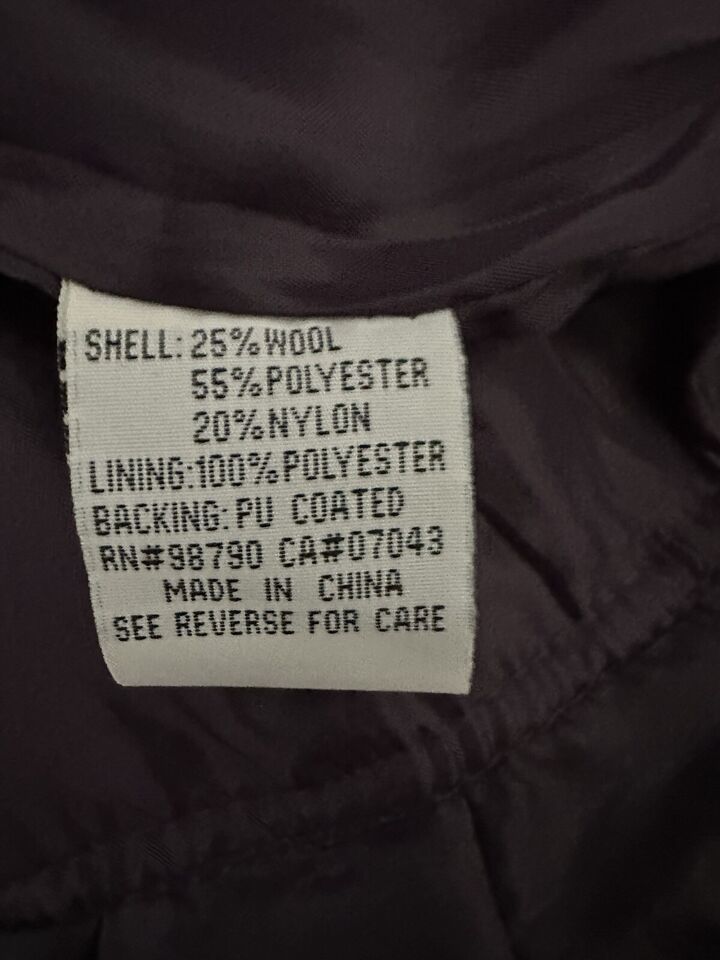 SHELL: 25% WOOL
55% POLYESTER
20% NYLON
LINING: 100% POLYESTER
BACKING: PU COATED
RN#98790 CA#07043
MADE IN CHINA
SEE REVERSE FOR CARE